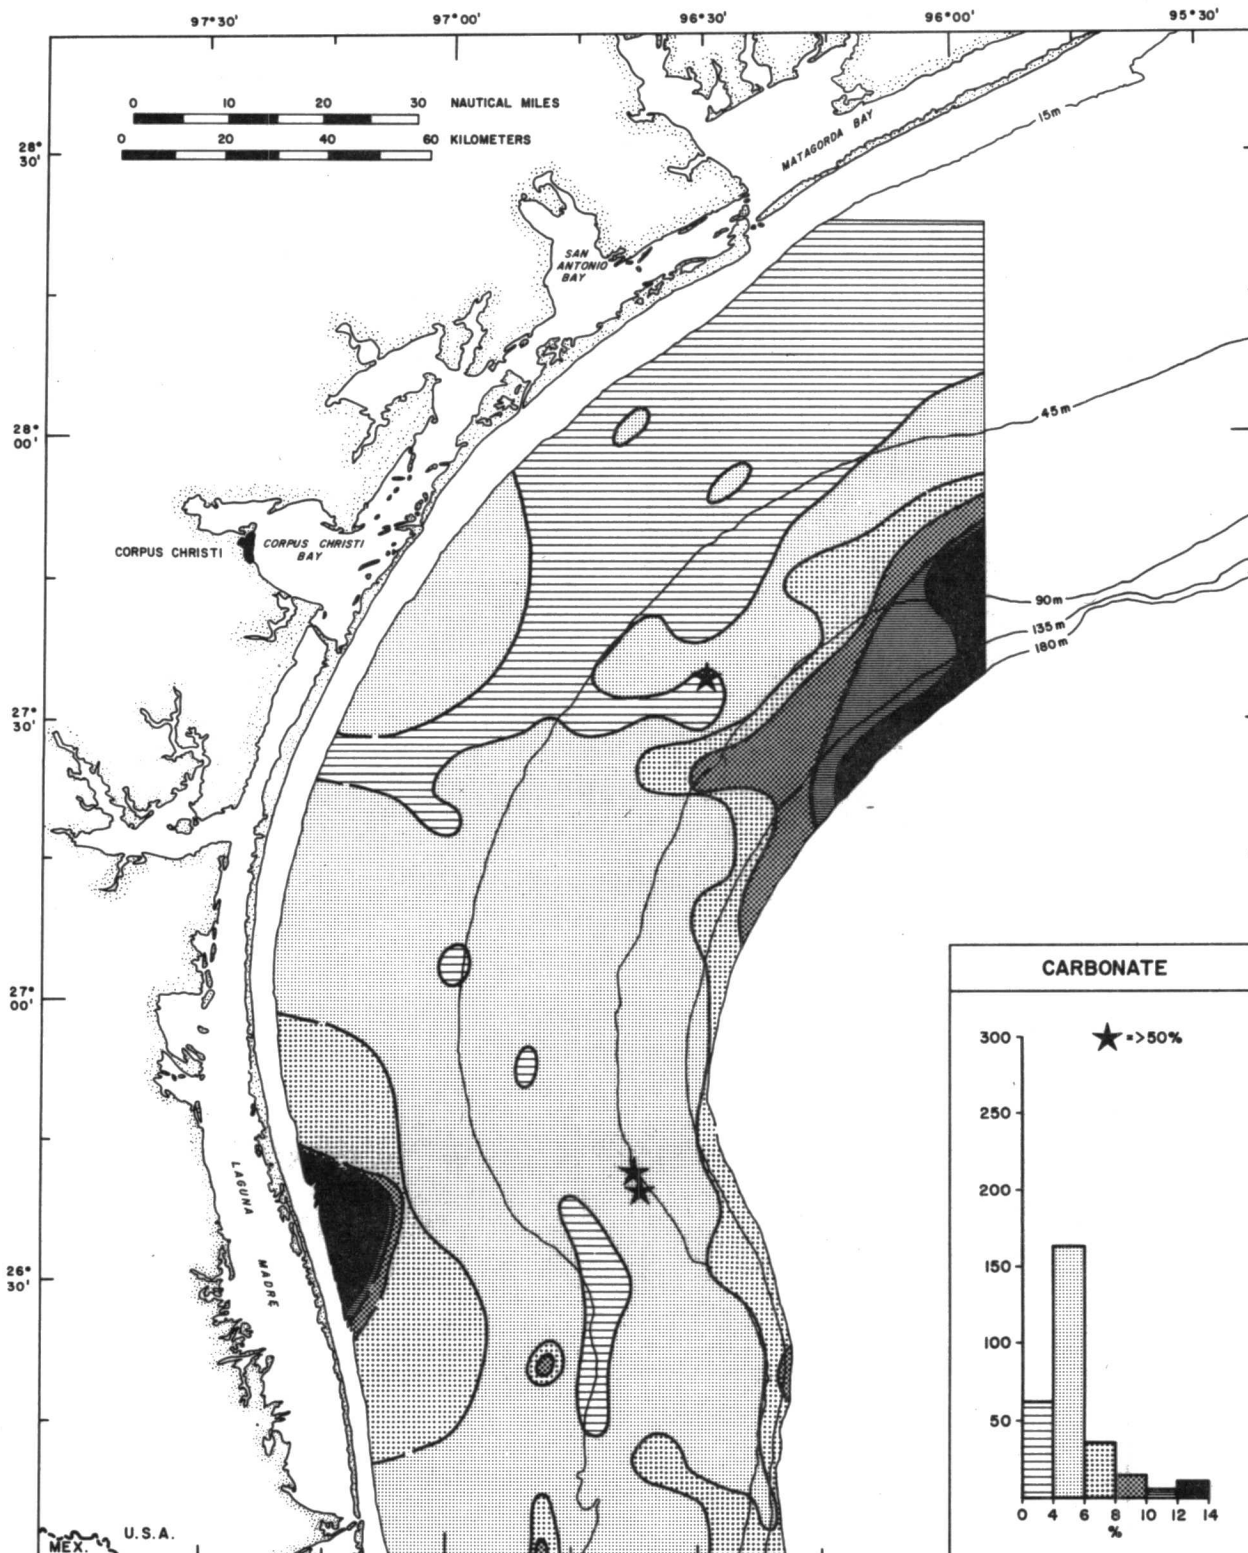 97°30' 97°00' 96°30' 96°00' 95°30'
0 10 20 30 NAUTICAL MILES
0 20 40 60 KILOMETERS
28°
30'
MATAGORDA BAY
15m
SAN
ANTONIO
BAY
28°
00'
45m
CORPUS CHRISTI
CORPUS CHRISTI
BAY
90m
135m
180m
27°
30'
27°
00'
LAGUNA
MADRE
26°
30'
U.S.A.
MEX.
CARBONATE
★=>50%
300
250
200
150
100
50
0 4 6 8 10 12 14
%